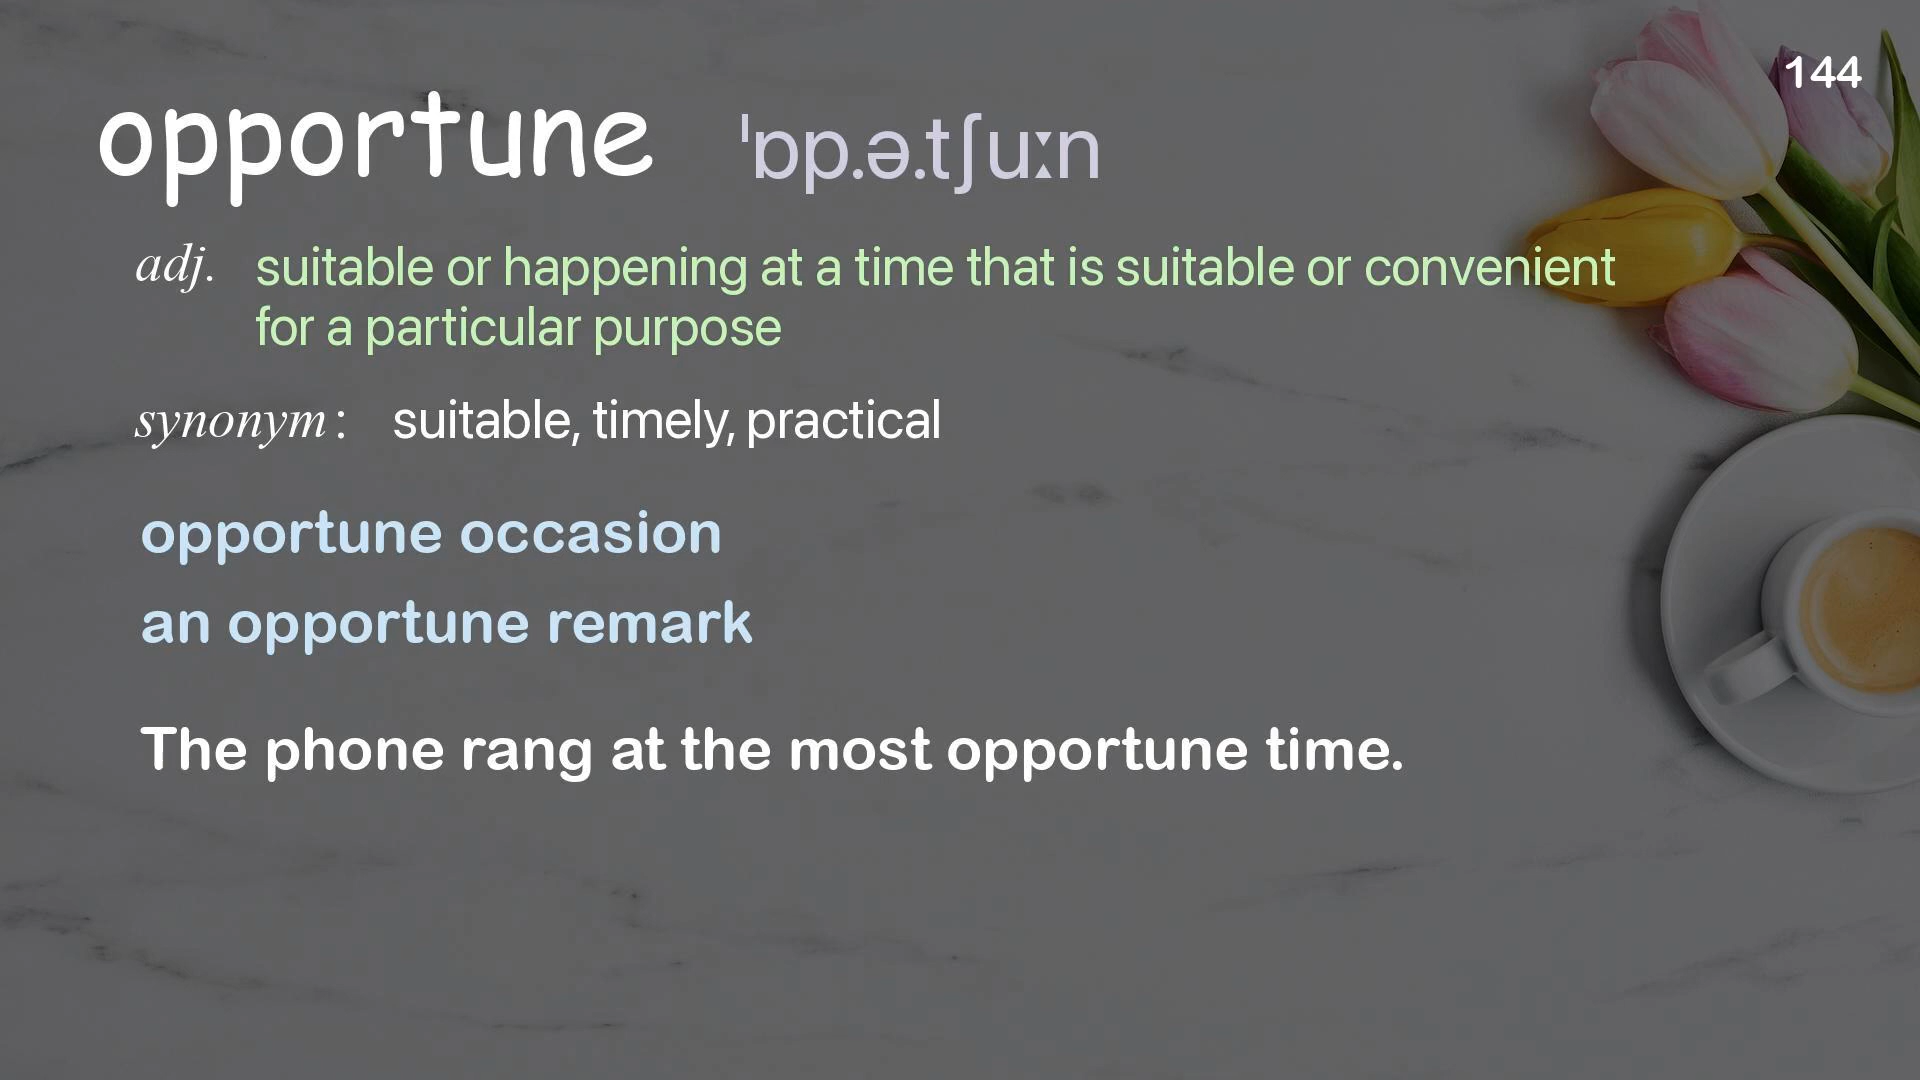 144
opportune ˈɒp.ə.tʃuːn
adj. suitable or happening at a time that is suitable or convenient
for a particular purpose
synonym : suitable, timely, practical
opportune occasion
an opportune remark
The phone rang at the most opportune time.